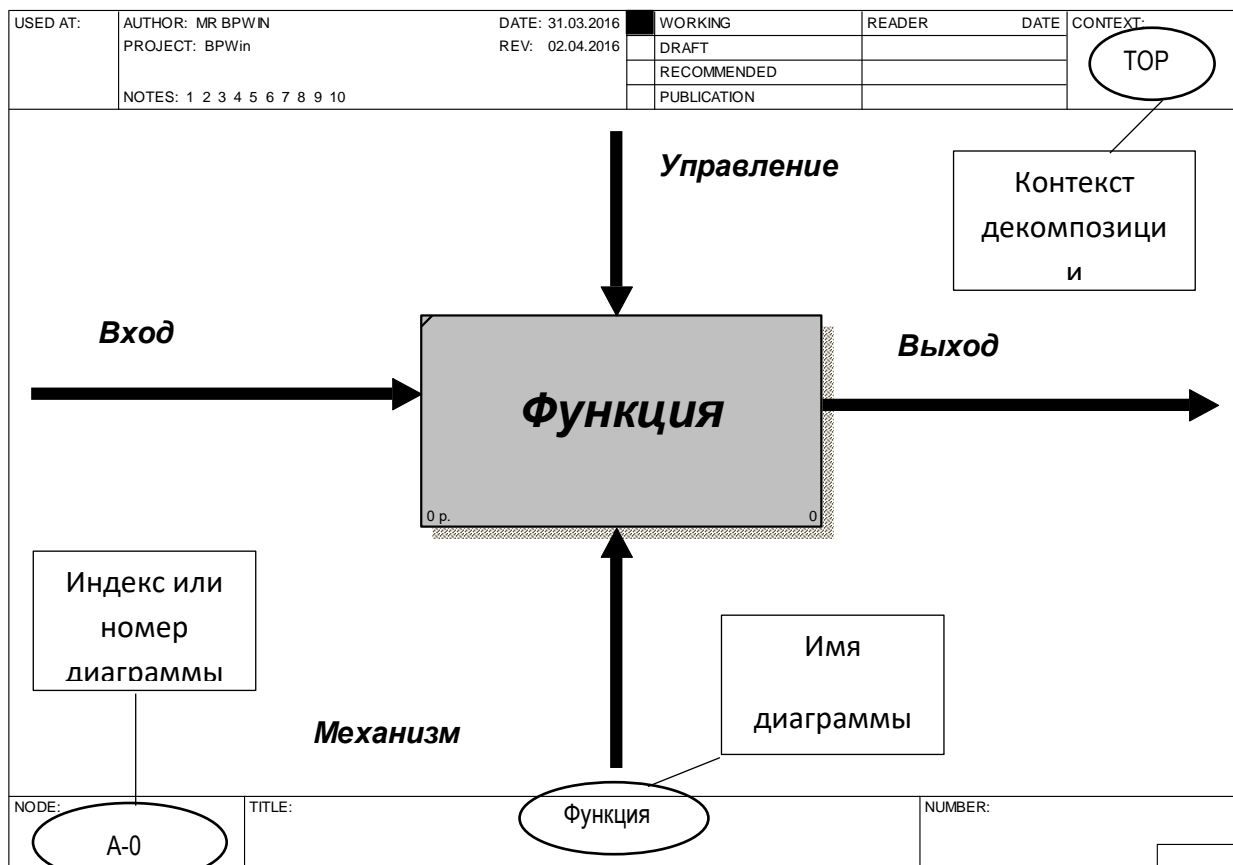 USED AT:
AUTHOR: MR BPWIN
DATE: 31.03.2016
PROJECT: BPWin
REV: 02.04.2016
NOTES: 1 2 3 4 5 6 7 8 9 10
WORKING
DRAFT
RECOMMENDED
PUBLICATION
READER
DATE
CONTEXT:
TOP
Управление
Контекст
декомпозици
и
Вход
Выход
Функция
0 р.
0
Индекс или
номер
диаграммы
Имя
диаграммы
Механизм
NODE:
A-0
TITLE:
Функция
NUMBER: